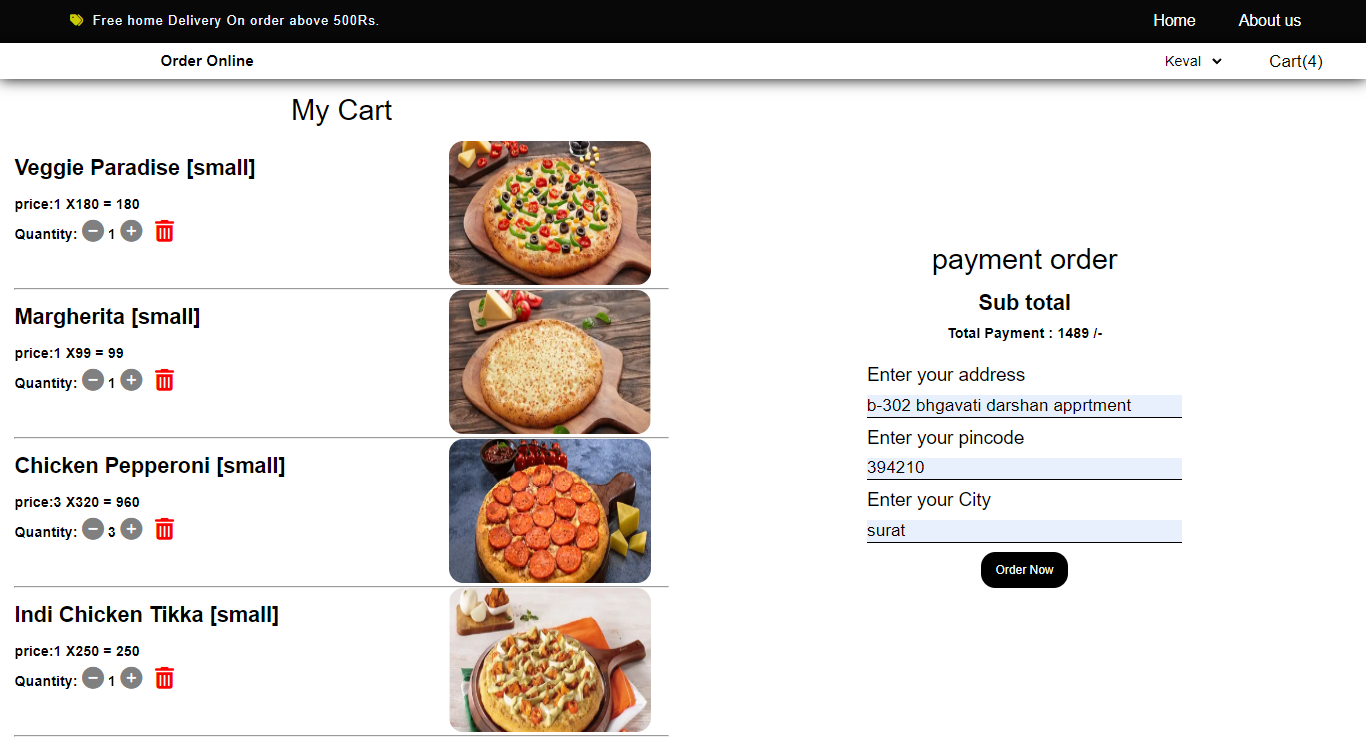 Free home Delivery On order above 500Rs.
Home
About us
Order Online
Keval
Cart(4)
My Cart
Veggie Paradise [small]
price:1 X180 = 180
Quantity: 1
Margherita [small]
price:1 X99 = 99
Quantity: 1
Chicken Pepperoni [small]
price:3 X320 = 960
Quantity: 3
Indi Chicken Tikka [small]
price:1 X250 = 250
Quantity: 1
payment order
Sub total
Total Payment : 1489 /-
Enter your address
b-302 bhgavati darshan apprtment
Enter your pincode
394210
Enter your City
surat
Order Now